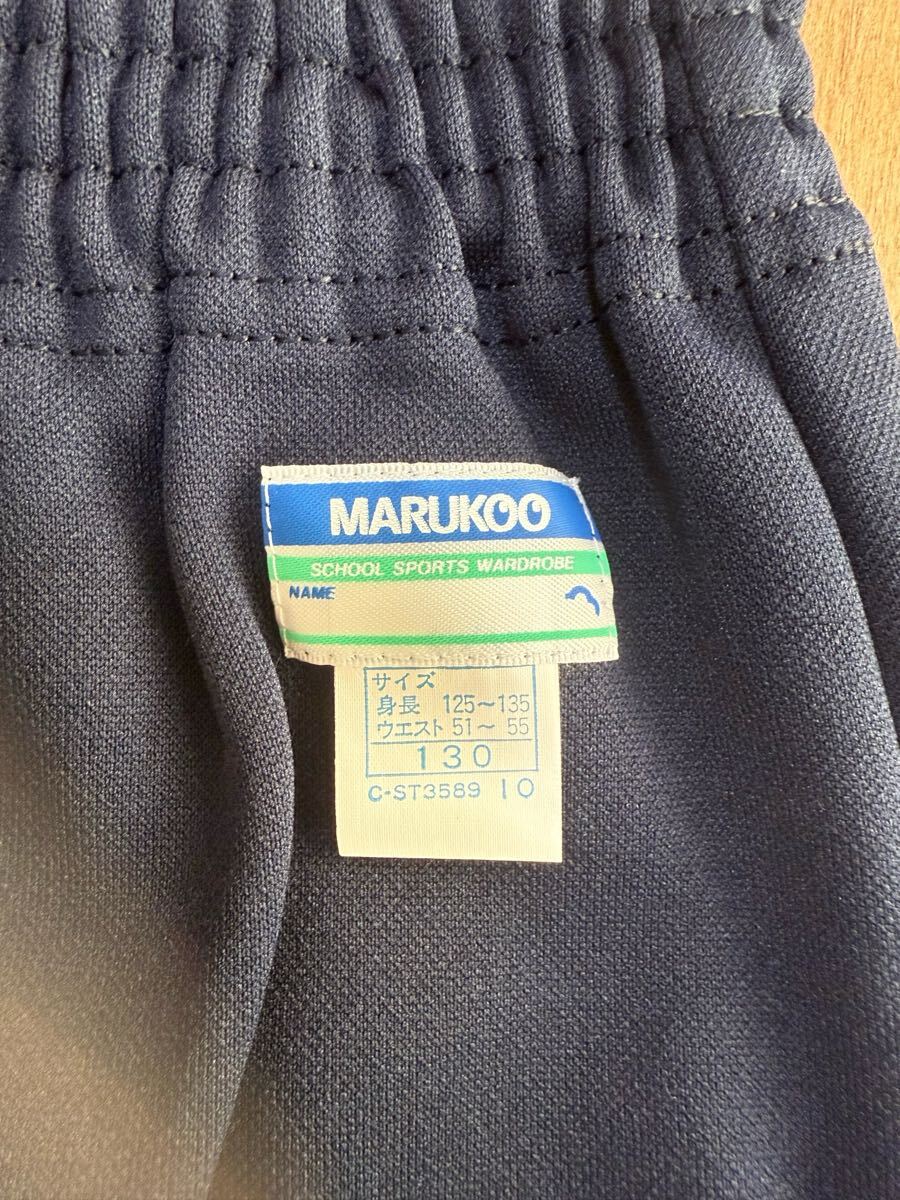 MARUKOO
SCHOOL SPORTS WARDROBE
NAME
サイズ
身長 125〜135
ウエスト 51〜 55
130
C-ST3589 10